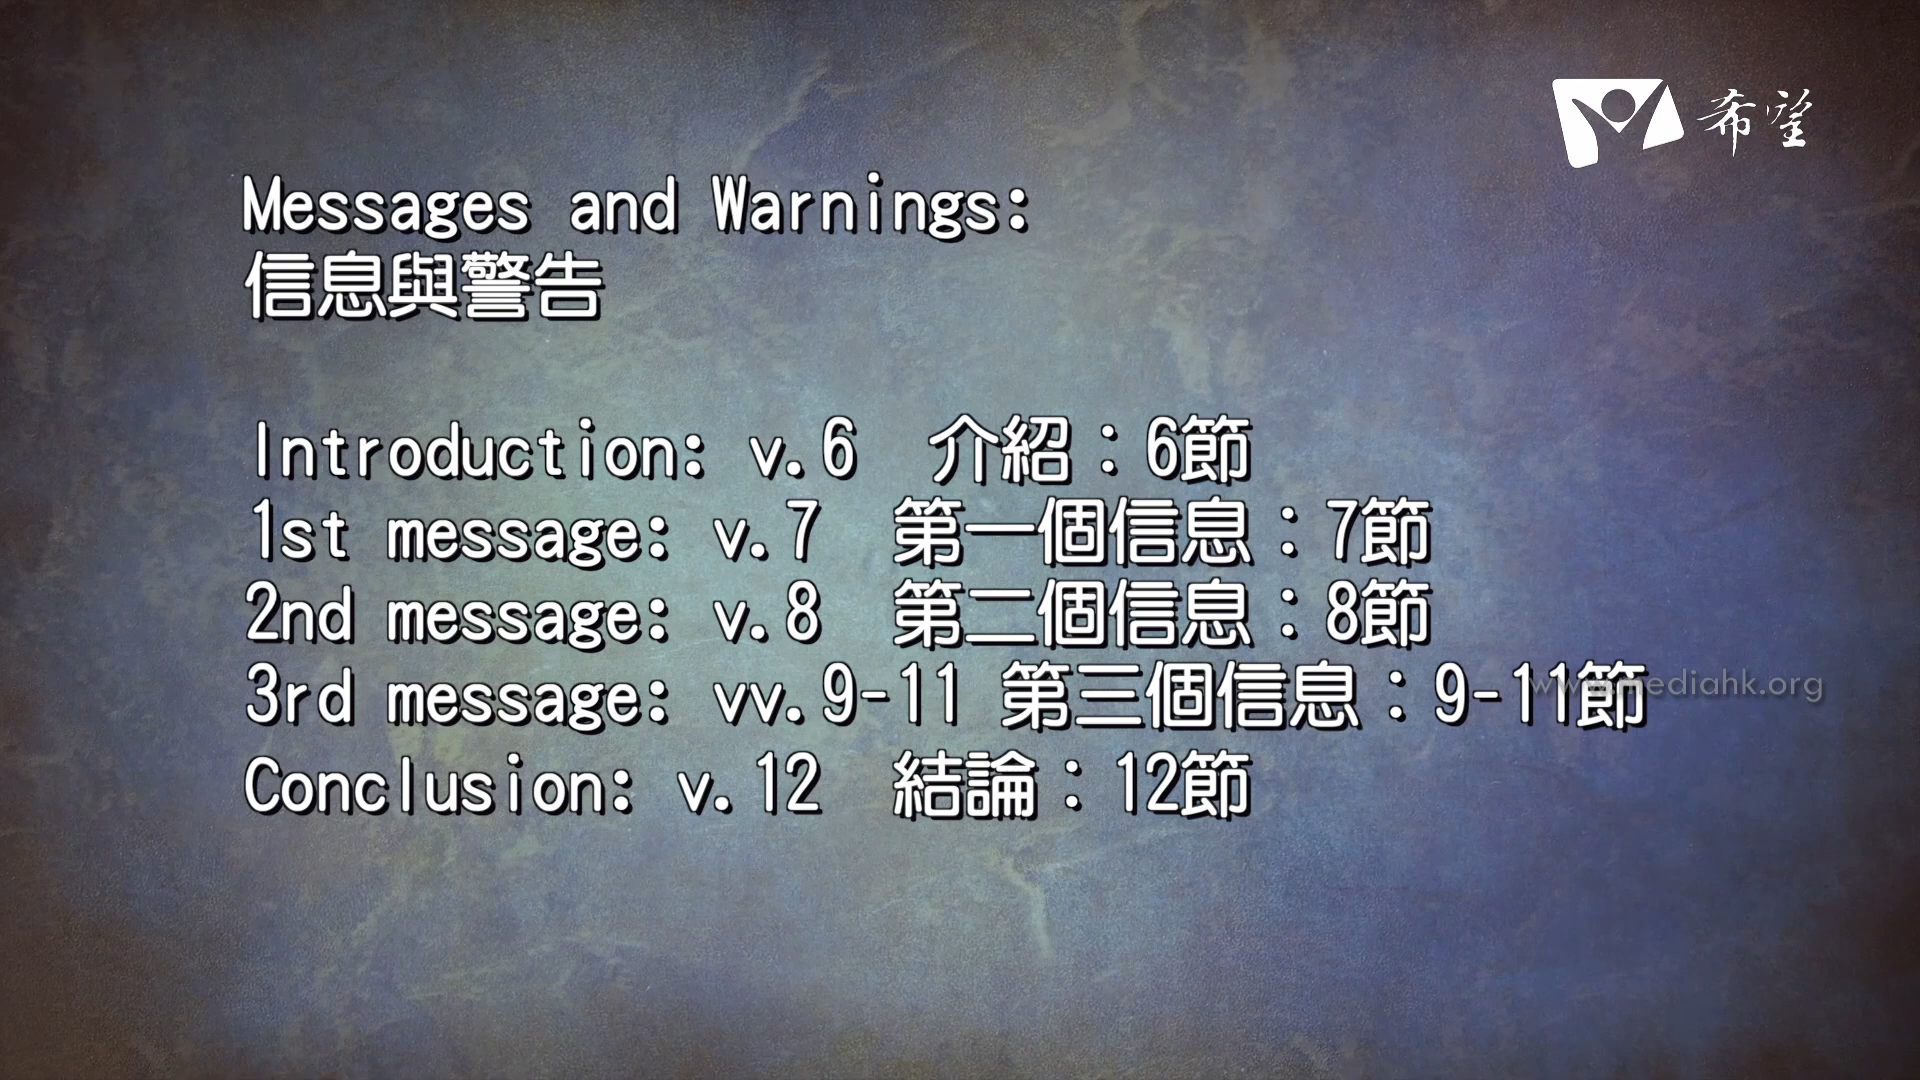 希望
Messages and Warnings:
信息與警告
Introduction: v.6 介紹：6節
1st message: v.7 第一個信息：7節
2nd message: v.8 第二個信息：8節
3rd message: vv.9-11 第三個信息：9-11節
www.mediahk.org
Conclusion: v.12 結論：12節